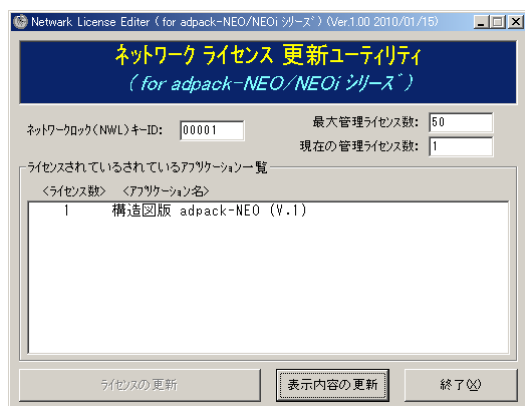 Netwark License Editer ( for adpack-NEO/NEOi ｼﾘｰｽﾞ ) (Ver.1.00 2010/01/15)
ネットワーク ライセンス 更新ユーティリティ
( for adpack-NEO/NEOi ｼﾘｰｽﾞ )
ﾈｯﾄﾜｰｸﾛｯｸ(NWL)ｷｰID: 00001
最大管理ﾗｲｾﾝｽ数: 50
現在の管理ﾗｲｾﾝｽ数: 1
ﾗｲｾﾝｽされているされているｱﾌﾟﾘｹｰｼｮﾝ一覧
<ﾗｲｾﾝｽ数> <ｱﾌﾟﾘｹｰｼｮﾝ名>
1 構造図版 adpack-NEO (V.1)
ﾗｲｾﾝｽの更新
表示内容の更新
終了(X)